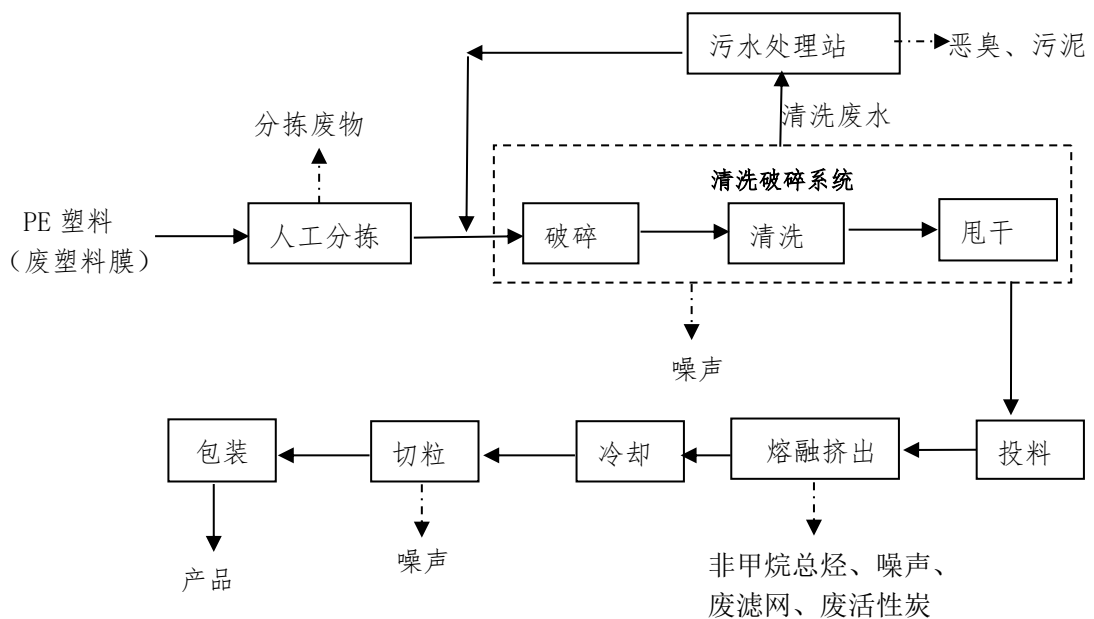 污水处理站
恶臭、污泥
清洗废水
分拣废物
清洗破碎系统
PE 塑料
（废塑料膜）
人工分拣
破碎
清洗
甩干
噪声
包装
切粒
冷却
熔融挤出
投料
产品
噪声
非甲烷总烃、噪声、
废滤网、废活性炭